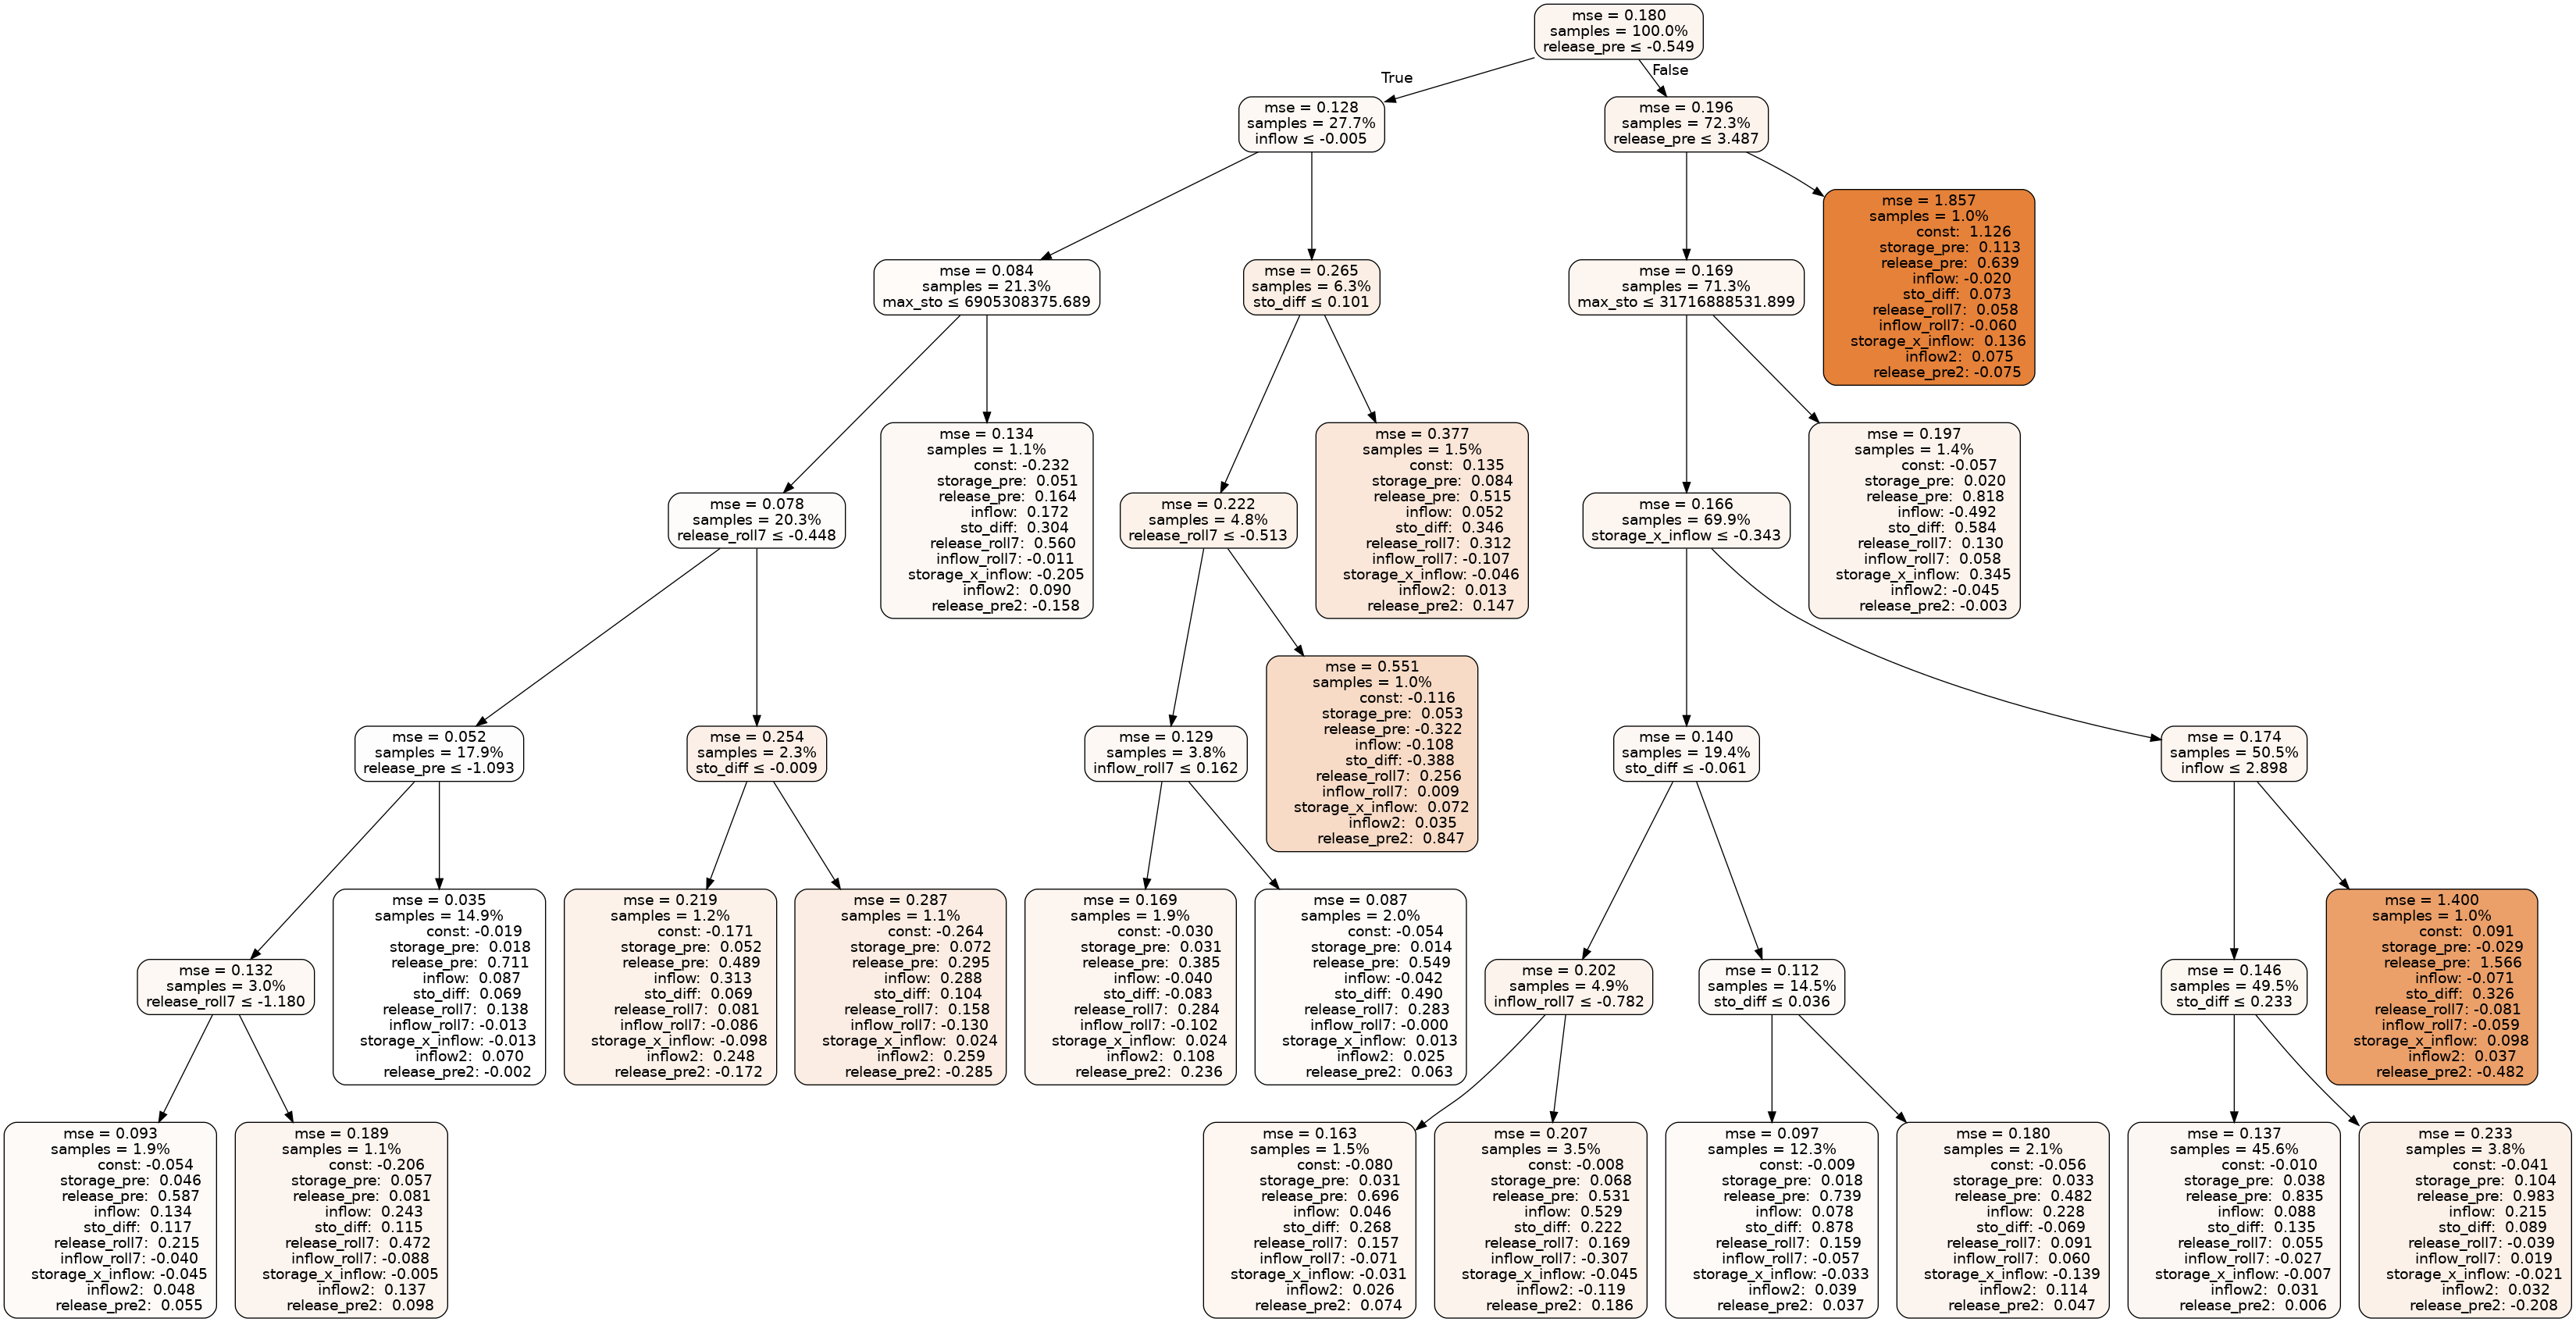 mse = 0.180
samples = 100.0%
release_pre ≤ -0.549
True
False
mse = 0.128
samples = 27.7%
inflow ≤ -0.005
mse = 0.196
samples = 72.3%
release_pre ≤ 3.487
mse = 1.857
samples = 1.0%
const: 1.126
storage_pre: 0.113
release_pre: 0.639
inflow: -0.020
sto_diff: 0.073
release_roll7: 0.058
inflow_roll7: -0.060
storage_x_inflow: 0.136
inflow2: 0.075
release_pre2: -0.075
mse = 0.084
samples = 21.3%
max_sto ≤ 6905308375.689
mse = 0.265
samples = 6.3%
sto_diff ≤ 0.101
mse = 0.169
samples = 71.3%
max_sto ≤ 31716888531.899
mse = 0.134
samples = 1.1%
const: -0.232
storage_pre: 0.051
release_pre: 0.164
inflow: 0.172
sto_diff: 0.304
release_roll7: 0.560
inflow_roll7: -0.011
storage_x_inflow: -0.205
inflow2: 0.090
release_pre2: -0.158
mse = 0.377
samples = 1.5%
const: 0.135
storage_pre: 0.084
release_pre: 0.515
inflow: 0.052
sto_diff: 0.346
release_roll7: 0.312
inflow_roll7: -0.107
storage_x_inflow: -0.046
inflow2: 0.013
release_pre2: 0.147
mse = 0.197
samples = 1.4%
const: -0.057
storage_pre: 0.020
release_pre: 0.818
inflow: -0.492
sto_diff: 0.584
release_roll7: 0.130
inflow_roll7: 0.058
storage_x_inflow: 0.345
inflow2: -0.045
release_pre2: -0.003
mse = 0.078
samples = 20.3%
release_roll7 ≤ -0.448
mse = 0.222
samples = 4.8%
release_roll7 ≤ -0.513
mse = 0.166
samples = 69.9%
storage_x_inflow ≤ -0.343
mse = 0.551
samples = 1.0%
const: -0.116
storage_pre: 0.053
release_pre: -0.322
inflow: -0.108
sto_diff: -0.388
release_roll7: 0.256
inflow_roll7: 0.009
storage_x_inflow: 0.072
inflow2: 0.035
release_pre2: 0.847
mse = 0.052
samples = 17.9%
release_pre ≤ -1.093
mse = 0.254
samples = 2.3%
sto_diff ≤ -0.009
mse = 0.129
samples = 3.8%
inflow_roll7 ≤ 0.162
mse = 0.140
samples = 19.4%
sto_diff ≤ -0.061
mse = 0.174
samples = 50.5%
inflow ≤ 2.898
mse = 0.035
samples = 14.9%
const: -0.019
storage_pre: 0.018
release_pre: 0.711
inflow: 0.087
sto_diff: 0.069
release_roll7: 0.138
inflow_roll7: -0.013
storage_x_inflow: -0.013
inflow2: 0.070
release_pre2: -0.002
mse = 0.219
samples = 1.2%
const: -0.171
storage_pre: 0.052
release_pre: 0.489
inflow: 0.313
sto_diff: 0.069
release_roll7: 0.081
inflow_roll7: -0.086
storage_x_inflow: -0.098
inflow2: 0.248
release_pre2: -0.172
mse = 0.287
samples = 1.1%
const: -0.264
storage_pre: 0.072
release_pre: 0.295
inflow: 0.288
sto_diff: 0.104
release_roll7: 0.158
inflow_roll7: -0.130
storage_x_inflow: 0.024
inflow2: 0.259
release_pre2: -0.285
mse = 0.169
samples = 1.9%
const: -0.030
storage_pre: 0.031
release_pre: 0.385
inflow: -0.040
sto_diff: -0.083
release_roll7: 0.284
inflow_roll7: -0.102
storage_x_inflow: 0.024
inflow2: 0.108
release_pre2: 0.236
mse = 0.087
samples = 2.0%
const: -0.054
storage_pre: 0.014
release_pre: 0.549
inflow: -0.042
sto_diff: 0.490
release_roll7: 0.283
inflow_roll7: -0.000
storage_x_inflow: 0.013
inflow2: 0.025
release_pre2: 0.063
mse = 1.400
samples = 1.0%
const: 0.091
storage_pre: -0.029
release_pre: 1.566
inflow: -0.071
sto_diff: 0.326
release_roll7: -0.081
inflow_roll7: -0.059
storage_x_inflow: 0.098
inflow2: 0.037
release_pre2: -0.482
mse = 0.132
samples = 3.0%
release_roll7 ≤ -1.180
mse = 0.202
samples = 4.9%
inflow_roll7 ≤ -0.782
mse = 0.112
samples = 14.5%
sto_diff ≤ 0.036
mse = 0.146
samples = 49.5%
sto_diff ≤ 0.233
mse = 0.093
samples = 1.9%
const: -0.054
storage_pre: 0.046
release_pre: 0.587
inflow: 0.134
sto_diff: 0.117
release_roll7: 0.215
inflow_roll7: -0.040
storage_x_inflow: -0.045
inflow2: 0.048
release_pre2: 0.055
mse = 0.189
samples = 1.1%
const: -0.206
storage_pre: 0.057
release_pre: 0.081
inflow: 0.243
sto_diff: 0.115
release_roll7: 0.472
inflow_roll7: -0.088
storage_x_inflow: -0.005
inflow2: 0.137
release_pre2: 0.098
mse = 0.163
samples = 1.5%
const: -0.080
storage_pre: 0.031
release_pre: 0.696
inflow: 0.046
sto_diff: 0.268
release_roll7: 0.157
inflow_roll7: -0.071
storage_x_inflow: -0.031
inflow2: 0.026
release_pre2: 0.074
mse = 0.207
samples = 3.5%
const: -0.008
storage_pre: 0.068
release_pre: 0.531
inflow: 0.529
sto_diff: 0.222
release_roll7: 0.169
inflow_roll7: -0.307
storage_x_inflow: -0.045
inflow2: -0.119
release_pre2: 0.186
mse = 0.097
samples = 12.3%
const: -0.009
storage_pre: 0.018
release_pre: 0.739
inflow: 0.078
sto_diff: 0.878
release_roll7: 0.159
inflow_roll7: -0.057
storage_x_inflow: -0.033
inflow2: 0.039
release_pre2: 0.037
mse = 0.180
samples = 2.1%
const: -0.056
storage_pre: 0.033
release_pre: 0.482
inflow: 0.228
sto_diff: -0.069
release_roll7: 0.091
inflow_roll7: 0.060
storage_x_inflow: -0.139
inflow2: 0.114
release_pre2: 0.047
mse = 0.137
samples = 45.6%
const: -0.010
storage_pre: 0.038
release_pre: 0.835
inflow: 0.088
sto_diff: 0.135
release_roll7: 0.055
inflow_roll7: -0.027
storage_x_inflow: -0.007
inflow2: 0.031
release_pre2: 0.006
mse = 0.233
samples = 3.8%
const: -0.041
storage_pre: 0.104
release_pre: 0.983
inflow: 0.215
sto_diff: 0.089
release_roll7: -0.039
inflow_roll7: 0.019
storage_x_inflow: -0.021
inflow2: 0.032
release_pre2: -0.208